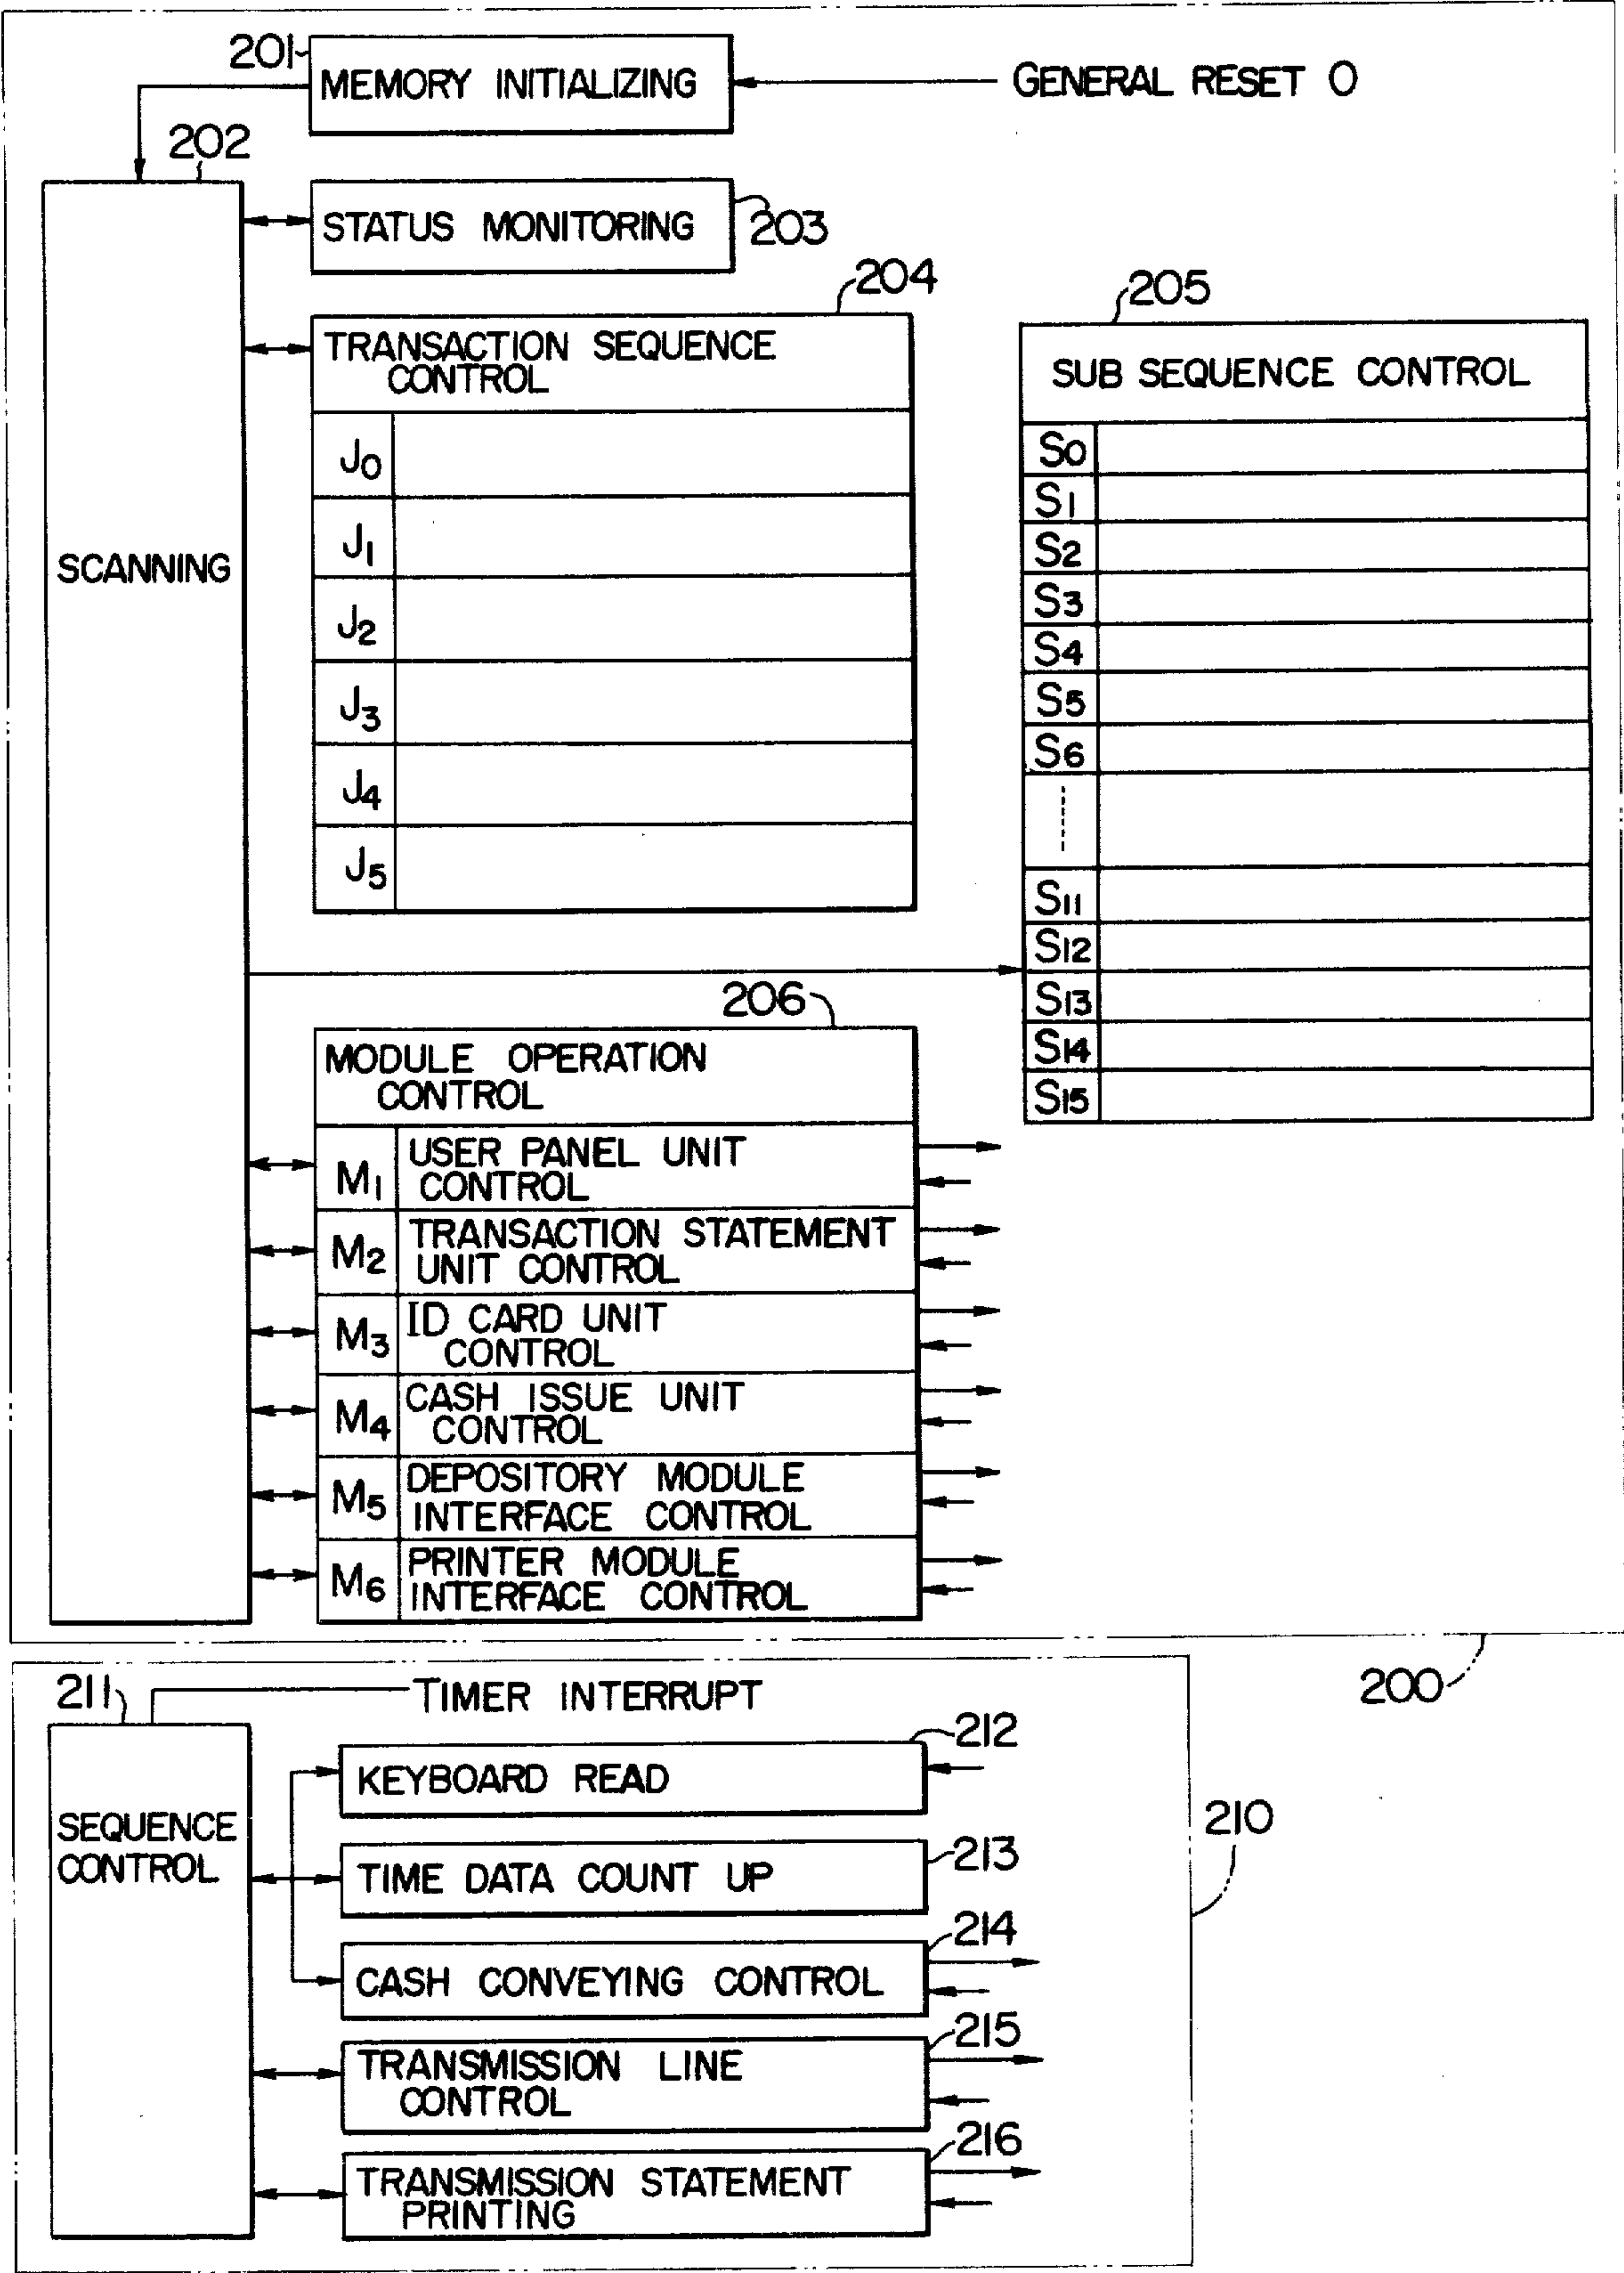 201
MEMORY INITIALIZING
GENERAL RESET O
202
SCANNING
STATUS MONITORING
203
204
TRANSACTION SEQUENCE
CONTROL
J0
J1
J2
J3
J4
J5
205
SUB SEQUENCE CONTROL
S0
S1
S2
S3
S4
S5
S6
S11
S12
S13
S14
S15
206
MODULE OPERATION
CONTROL
M1
USER PANEL UNIT
CONTROL
M2
TRANSACTION STATEMENT
UNIT CONTROL
M3
ID CARD UNIT
CONTROL
M4
CASH ISSUE UNIT
CONTROL
M5
DEPOSITORY MODULE
INTERFACE CONTROL
M6
PRINTER MODULE
INTERFACE CONTROL
200
211
TIMER INTERRUPT
SEQUENCE
CONTROL
212
KEYBOARD READ
213
TIME DATA COUNT UP
214
CASH CONVEYING CONTROL
215
TRANSMISSION LINE
CONTROL
216
TRANSMISSION STATEMENT
PRINTING
210